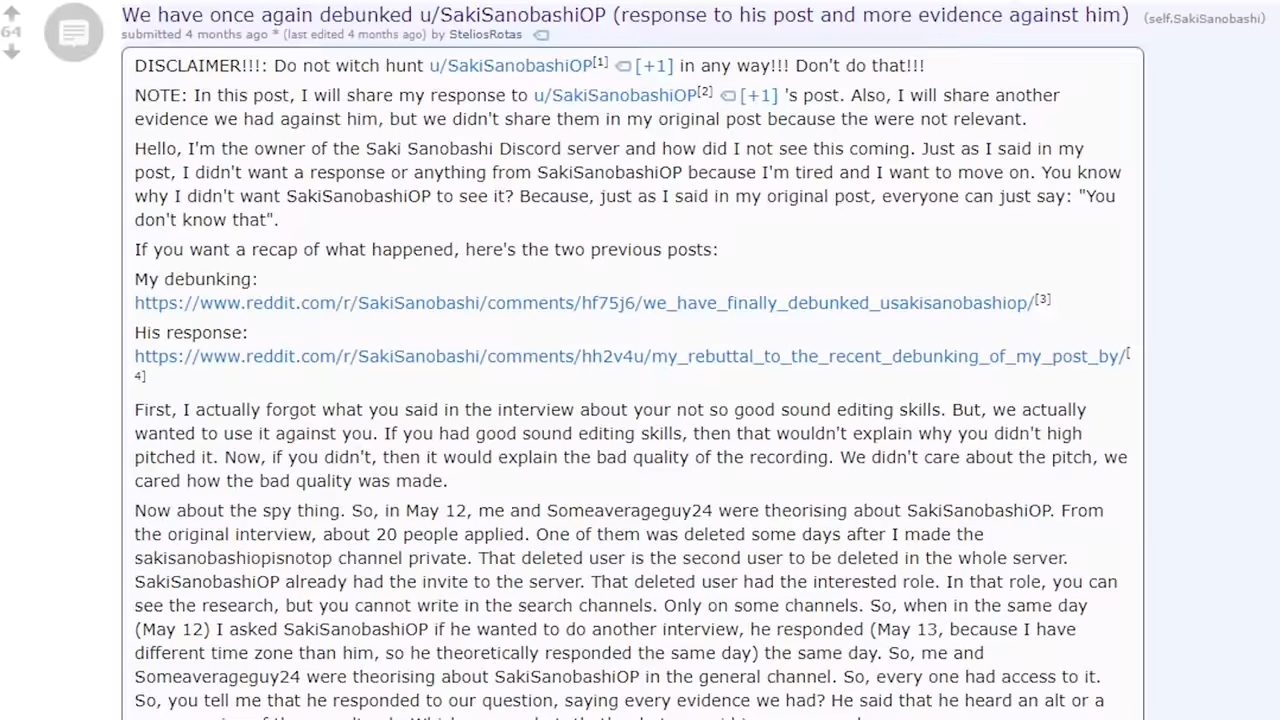 We have once again debunked u/SakiSanobashiOP (response to his post and more evidence against him) (self.SakiSanobashi)
64
submitted 4 months ago * (last edited 4 months ago) by SteliosRotas
DISCLAIMER!!!: Do not witch hunt u/SakiSanobashiOP[1] [+1] in any way!!! Don't do that!!!
NOTE: In this post, I will share my response to u/SakiSanobashiOP[2] [+1] 's post. Also, I will share another
evidence we had against him, but we didn't share them in my original post because the were not relevant.
Hello, I'm the owner of the Saki Sanobashi Discord server and how did I not see this coming. Just as I said in my
post, I didn't want a response or anything from SakiSanobashiOP because I'm tired and I want to move on. You know
why I didn't want SakiSanobashiOP to see it? Because, just as I said in my original post, everyone can just say: "You
don't know that".
If you want a recap of what happened, here's the two previous posts:
My debunking:
https://www.reddit.com/r/SakiSanobashi/comments/hf75j6/we_have_finally_debunked_usakisanobashiop/[3]
His response:
https://www.reddit.com/r/SakiSanobashi/comments/hh2v4u/my_rebuttal_to_the_recent_debunking_of_my_post_by/[
4]
First, I actually forgot what you said in the interview about your not so good sound editing skills. But, we actually
wanted to use it against you. If you had good sound editing skills, then that wouldn't explain why you didn't high
pitched it. Now, if you didn't, then it would explain the bad quality of the recording. We didn't care about the pitch, we
cared how the bad quality was made.
Now about the spy thing. So, in May 12, me and Someaverageguy24 were theorising about SakiSanobashiOP. From
the original interview, about 20 people applied. One of them was deleted some days after I made the
sakisanobashiopisnotop channel private. That deleted user is the second user to be deleted in the whole server.
SakiSanobashiOP already had the invite to the server. That deleted user had the interested role. In that role, you can
see the research, but you cannot write in the search channels. Only on some channels. So, when in the same day
(May 12) I asked SakiSanobashiOP if he wanted to do another interview, he responded (May 13, because I have
different time zone than him, so he theoretically responded the same day) the same day. So, me and
Someaverageguy24 were theorising about SakiSanobashiOP in the general channel. So, every one had access to it.
So, you tell me that he responded to our question, saying every evidence we had? He said that he heard an alt or a